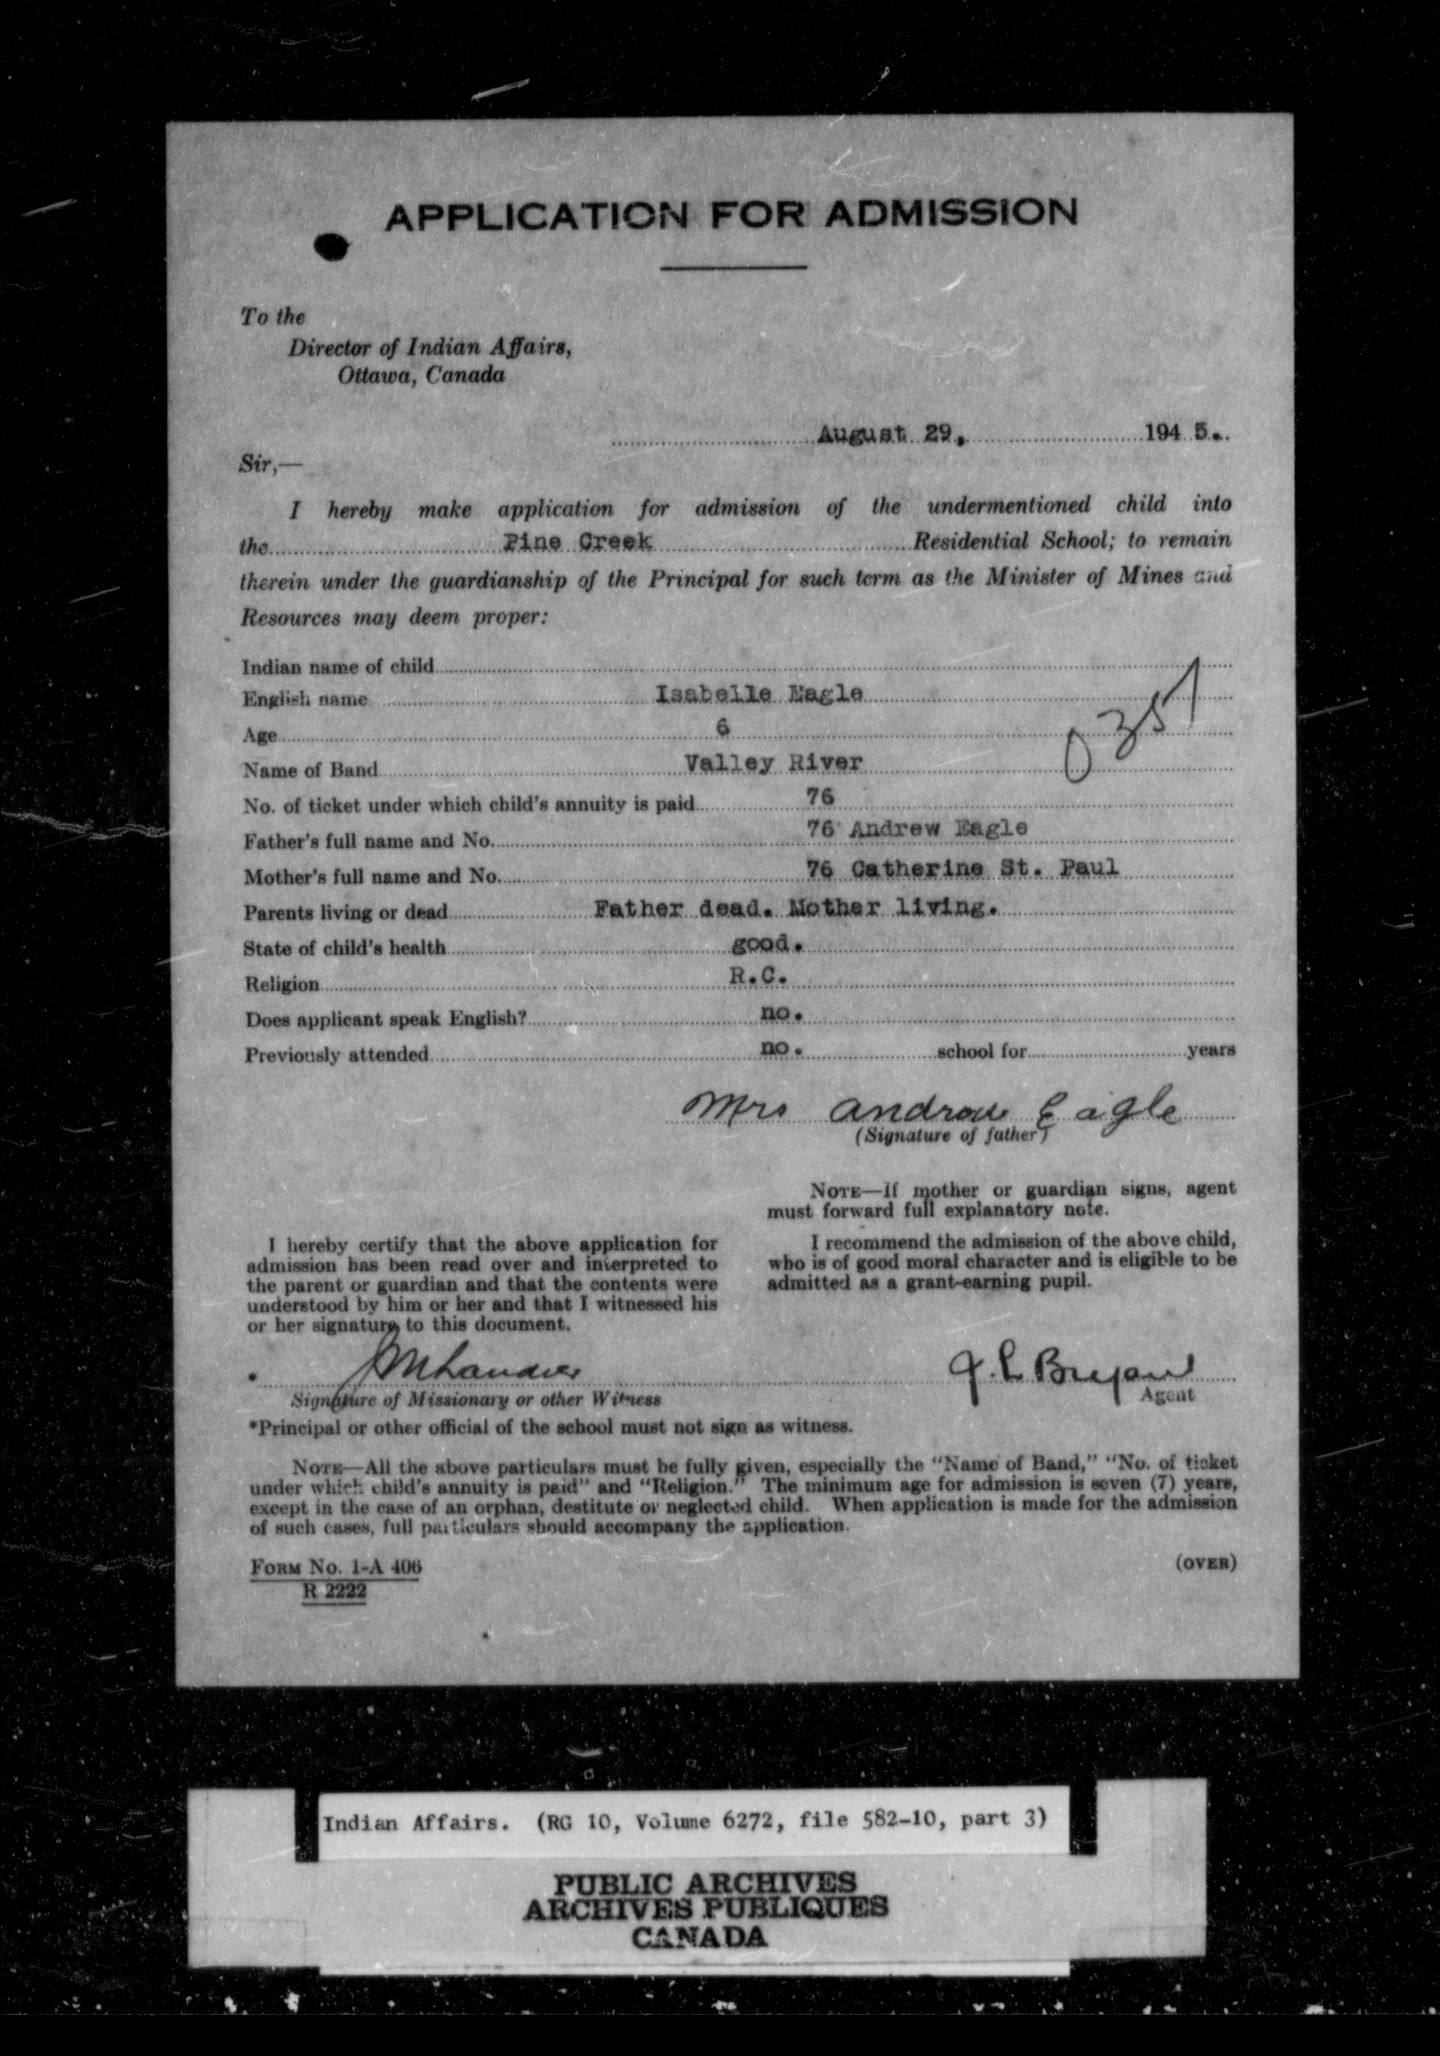 APPLICATION FOR ADMISSION
To the
Director of Indian Affairs,
Ottawa, Canada
August 29, 1945.
Sir,—
I hereby make application for admission of the undermentioned child into
the Pine Creek Residential School; to remain
therein under the guardianship of the Principal for such term as the Minister of Mines and
Resources may deem proper:
Indian name of child
English name Isabelle Eagle
Age 6
Name of Band Valley River
No. of ticket under which child's annuity is paid 76
Father's full name and No. 76 Andrew Eagle
Mother's full name and No. 76 Catherine St. Paul
Parents living or dead Father dead. Mother living.
State of child's health good.
Religion R.C.
Does applicant speak English? no.
Previously attended no. school for years
0357
Mrs Andrew Eagle
(Signature of father)
NOTE—If mother or guardian signs, agent
must forward full explanatory note.
I hereby certify that the above application for
admission has been read over and interpreted to
the parent or guardian and that the contents were
understood by him or her and that I witnessed his
or her signature to this document.
I recommend the admission of the above child,
who is of good moral character and is eligible to be
admitted as a grant-earning pupil.
Signature of Missionary or other Witness
J. L. Bryant
Agent
*Principal or other official of the school must not sign as witness.
NOTE—All the above particulars must be fully given, especially the "Name of Band," "No. of ticket
under which child's annuity is paid" and "Religion." The minimum age for admission is seven (7) years,
except in the case of an orphan, destitute or neglected child. When application is made for the admission
of such cases, full particulars should accompany the application.
FORM No. 1-A 406
R 2222
(OVER)
Indian Affairs. (RG 10, Volume 6272, file 582-10, part 3)
PUBLIC ARCHIVES
ARCHIVES PUBLIQUES
CANADA